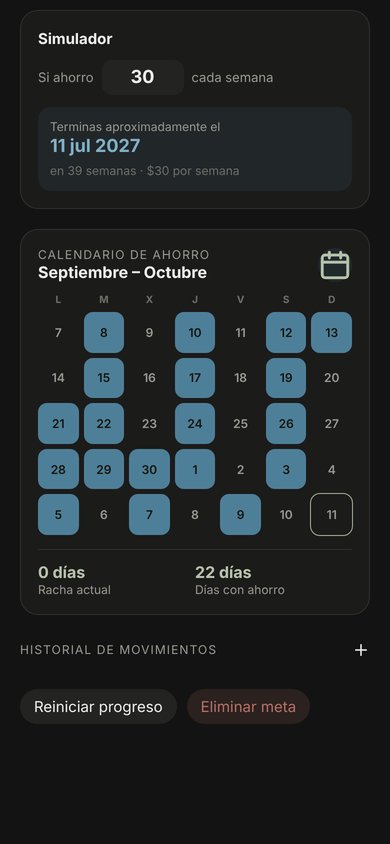 Simulador
Si ahorro 30 cada semana
Terminas aproximadamente el
11 jul 2027
en 39 semanas · $30 por semana
CALENDARIO DE AHORRO
Septiembre – Octubre
L M X J V S D
7 8 9 10 11 12 13
14 15 16 17 18 19 20
21 22 23 24 25 26 27
28 29 30 1 2 3 4
5 6 7 8 9 10 11
0 días 22 días
Racha actual Días con ahorro
HISTORIAL DE MOVIMIENTOS +
Reiniciar progreso Eliminar meta